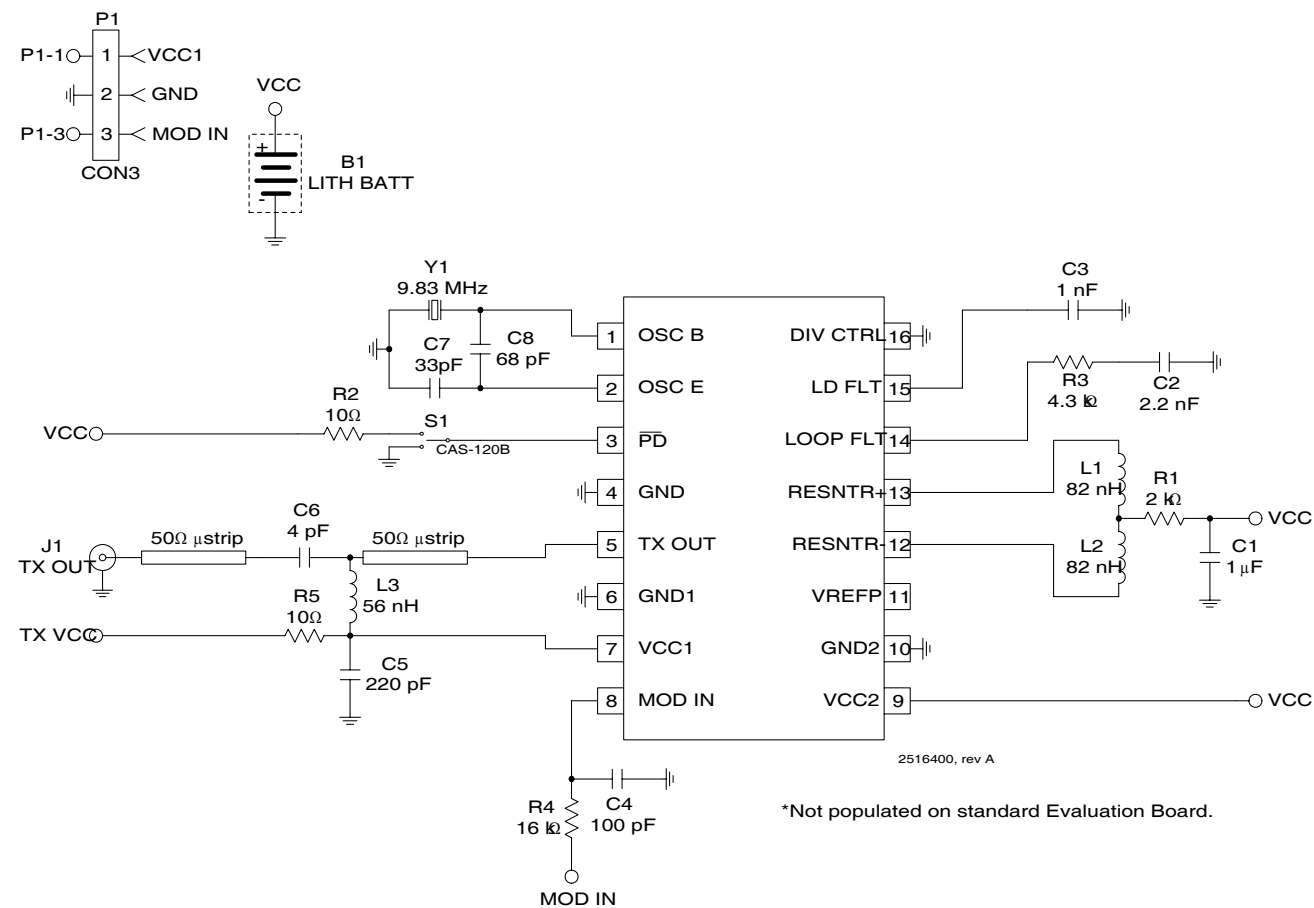 P1
P1-1
1
VCC1
2
GND
P1-3
3
MOD IN
CON3
VCC
+
-
B1
LITH BATT
Y1
9.83 MHz
C7
33pF
C8
68 pF
R2
10Ω
VCC
S1
CAS-120B
C6
4 pF
J1
TX OUT
50Ω μstrip
50Ω μstrip
L3
56 nH
R5
10Ω
TX VCC
C5
220 pF
1
OSC B
2
OSC E
3
PD
4
GND
5
TX OUT
6
GND1
7
VCC1
8
MOD IN
DIV CTRL
16
LD FLT
15
LOOP FLT
14
RESNTR+
13
RESNTR-
12
VREFP
11
GND2
10
VCC2
9
C3
1 nF
R3
4.3 kΩ
C2
2.2 nF
L1
82 nH
R1
2 kΩ
VCC
L2
82 nH
C1
1 μF
VCC
2516400, rev A
R4
16 kΩ
C4
100 pF
MOD IN
*Not populated on standard Evaluation Board.